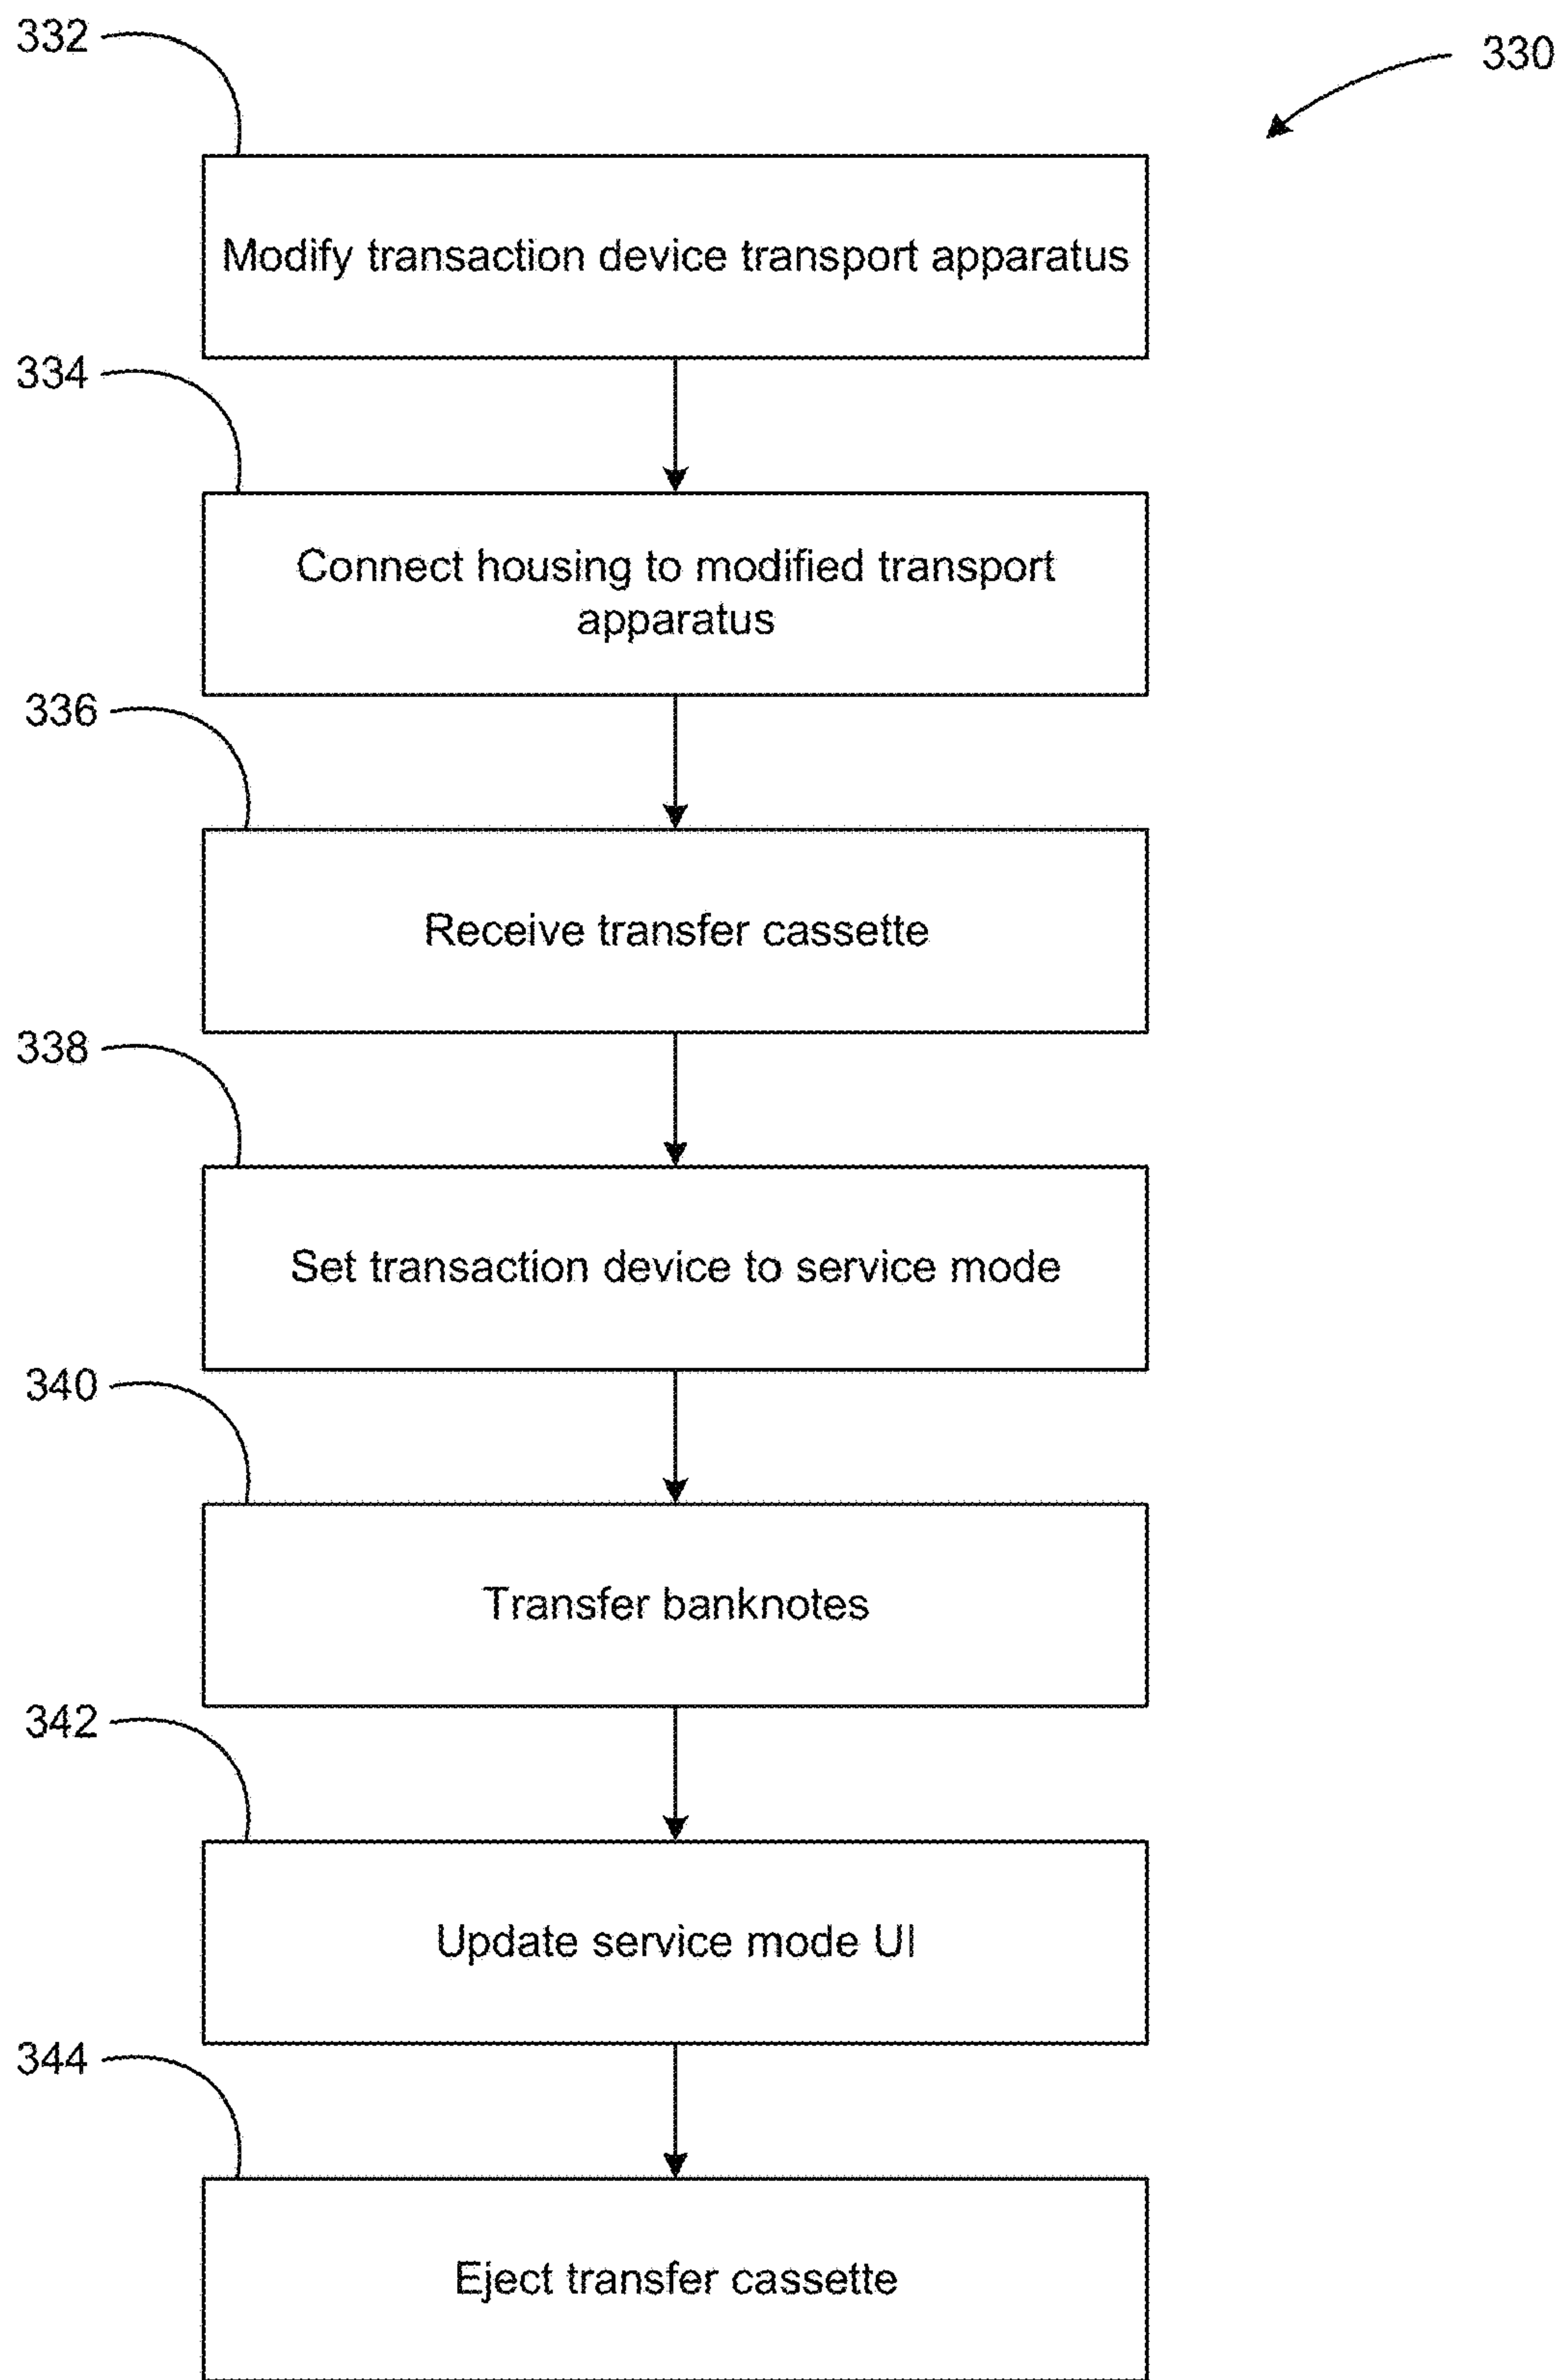 332
330
Modify transaction device transport apparatus
334
Connect housing to modified transport
apparatus
336
Receive transfer cassette
338
Set transaction device to service mode
340
Transfer banknotes
342
Update service mode UI
344
Eject transfer cassette